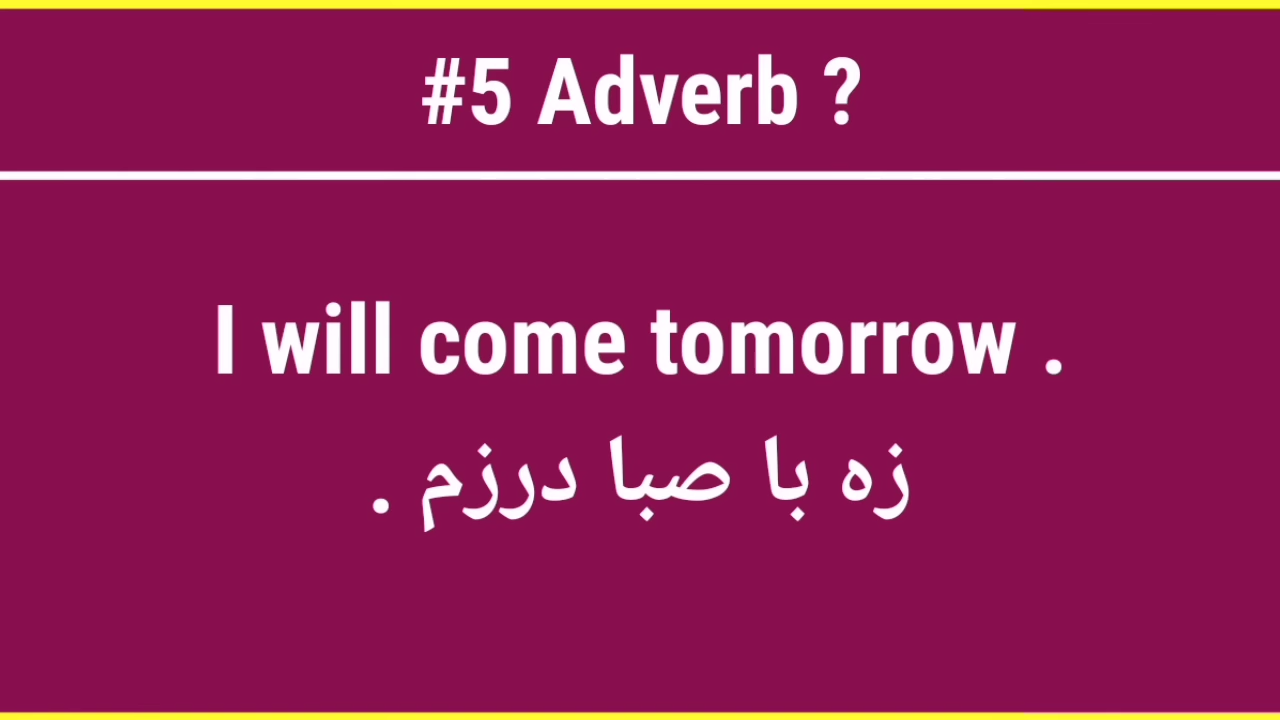 #5 Adverb ?
I will come tomorrow .
زه با صبا درزم .